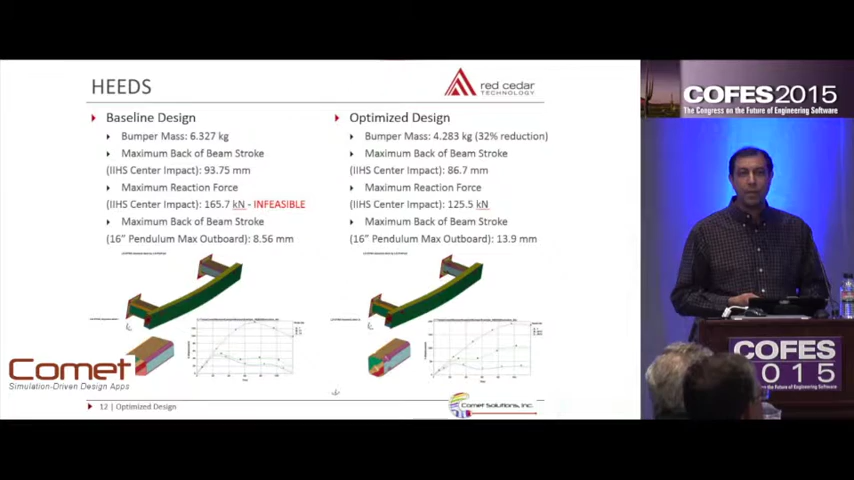 HEEDS
red cedar
TECHNOLOGY
Baseline Design
Bumper Mass: 6.327 kg
Maximum Back of Beam Stroke
(IIHS Center Impact): 93.75 mm
Maximum Reaction Force
(IIHS Center Impact): 165.7 kN - INFEASIBLE
Maximum Back of Beam Stroke
(16” Pendulum Max Outboard): 8.56 mm
Optimized Design
Bumper Mass: 4.283 kg (32% reduction)
Maximum Back of Beam Stroke
(IIHS Center Impact): 86.7 mm
Maximum Reaction Force
(IIHS Center Impact): 125.5 kN
Maximum Back of Beam Stroke
(16” Pendulum Max Outboard): 13.9 mm
Comet
Simulation-Driven Design Apps
12 | Optimized Design
Comet Solutions, Inc.
COFES2015
The Congress on the Future of Engineering Software
COFES
2015
the Future of Engineering Software